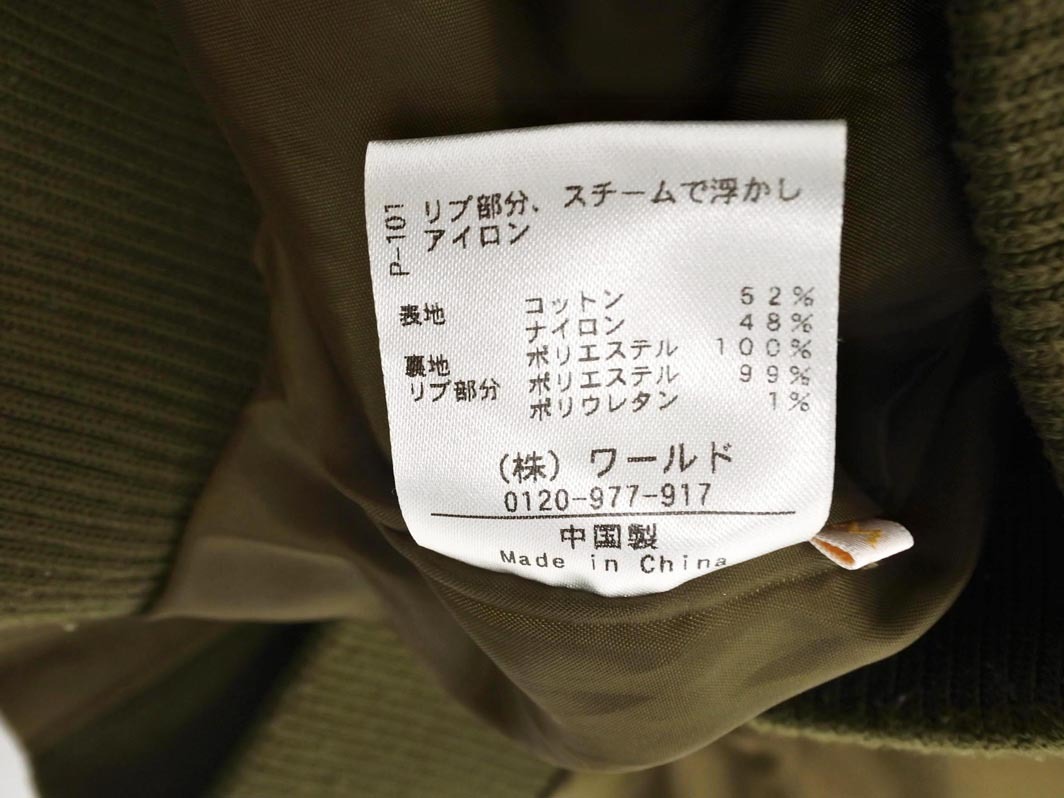 P-101
リブ部分、スチームで浮かし
アイロン
表地 コットン 52%
ナイロン 48%
裏地 ポリエステル 100%
リブ部分 ポリエステル 99%
ポリウレタン 1%
(株) ワールド
0120-977-917
中国製
Made in China